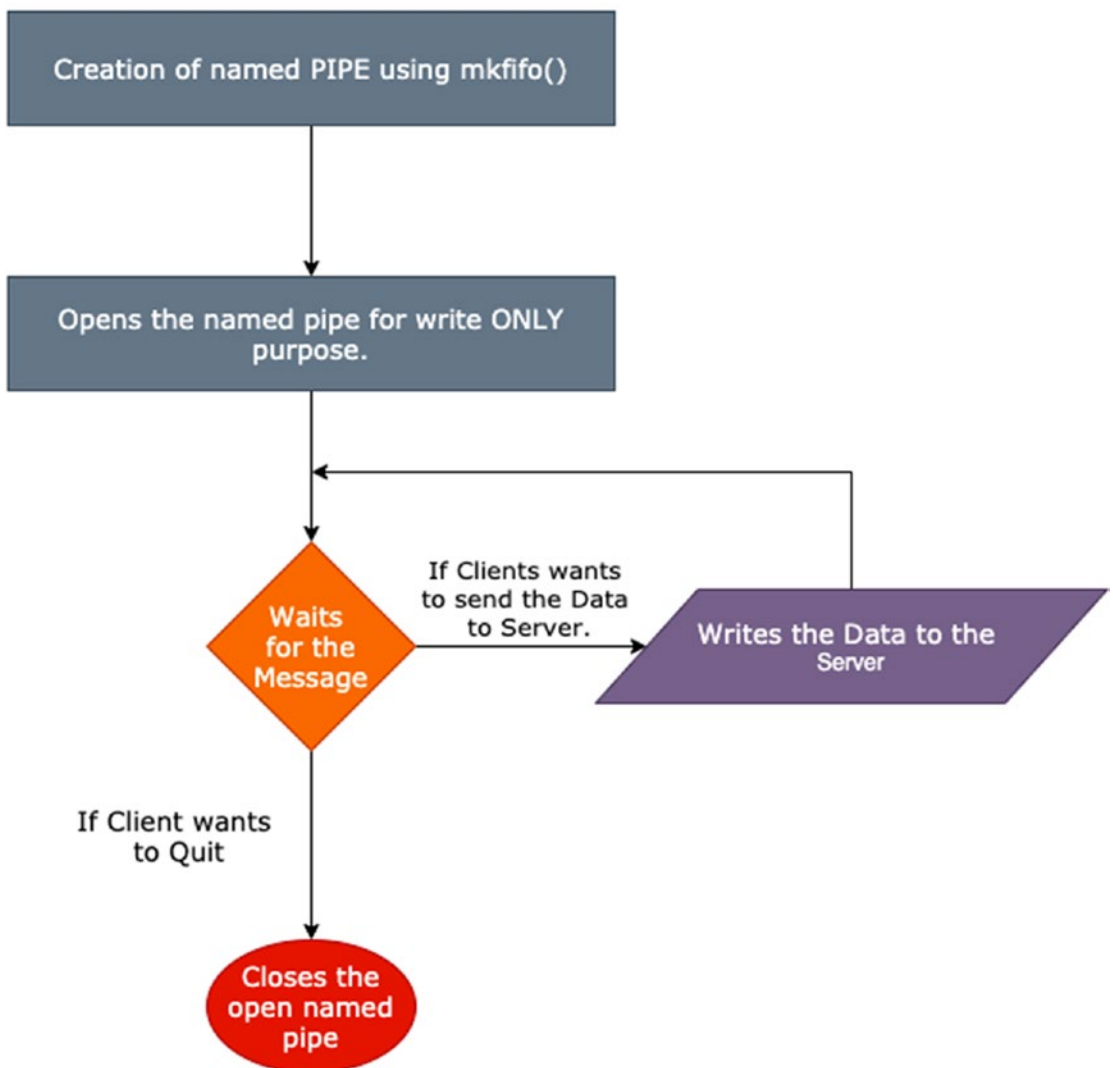 Creation of named PIPE using mkfifo()
Opens the named pipe for write ONLY
purpose.
If Clients wants
to send the Data
to Server.
Waits
for the
Message
Writes the Data to the
Server
If Client wants
to Quit
Closes the
open named
pipe